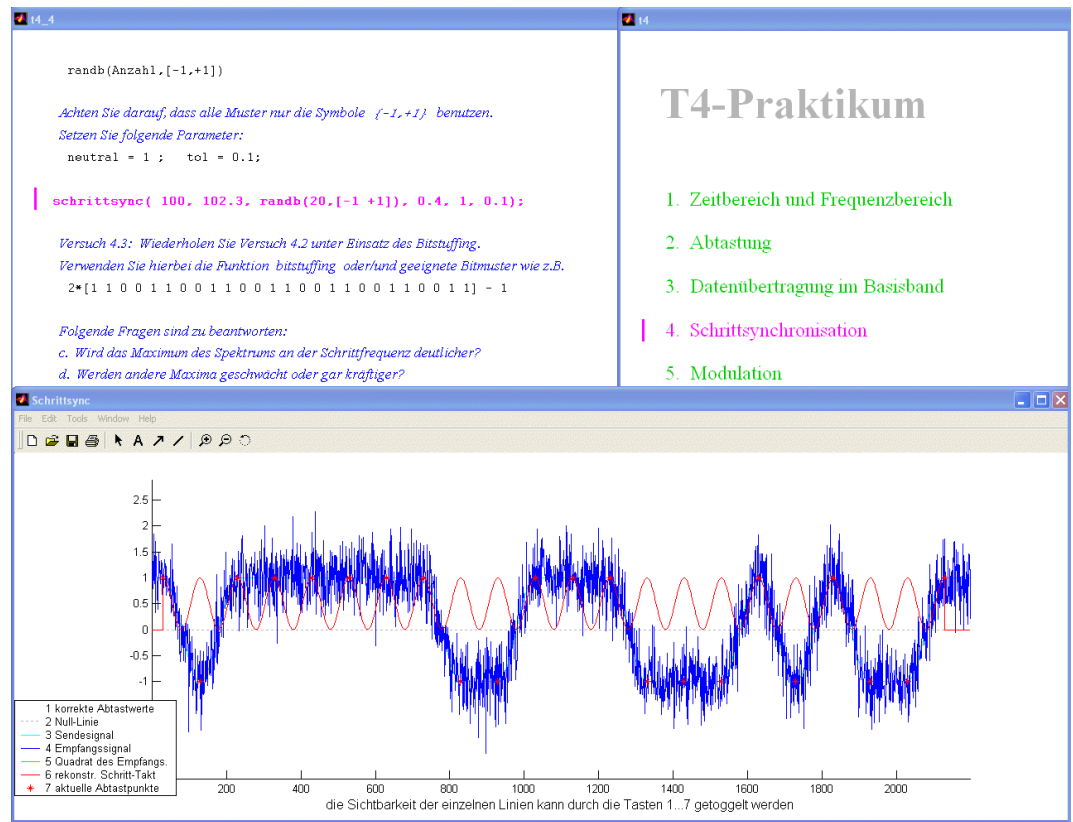 t4_4
randb(Anzahl,[-1,+1])
Achten Sie darauf, dass alle Muster nur die Symbole {-1,+1} benutzen.
Setzen Sie folgende Parameter:
neutral = 1 ;   tol = 0.1;
schrittsync( 100, 102.3, randb(20,[-1 +1]), 0.4, 1, 0.1);
Versuch 4.3: Wiederholen Sie Versuch 4.2 unter Einsatz des Bitstuffing.
Verwenden Sie hierbei die Funktion bitstuffing oder/und geeignete Bitmuster wie z.B.
2*[1 1 0 0 1 1 0 0 1 1 0 0 1 1 0 0 1 1 0 0 1 1 0 0 1 1] - 1
Folgende Fragen sind zu beantworten:
c. Wird das Maximum des Spektrums an der Schrittfrequenz deutlicher?
d. Werden andere Maxima geschwächt oder gar kräftiger?
t4
T4-Praktikum
1. Zeitbereich und Frequenzbereich
2. Abtastung
3. Datenübertragung im Basisband
4. Schrittsynchronisation
5. Modulation
Schrittsync
File Edit Tools Window Help
2.5
2
1.5
1
0.5
0
-0.5
-1
1 korrekte Abtastwerte
2 Null-Linie
3 Sendesignal
4 Empfangssignal
5 Quadrat des Empfangs.
6 rekonstr. Schritt-Takt
7 aktuelle Abtastpunkte
200 400 600 800 1000 1200 1400 1600 1800 2000
die Sichtbarkeit der einzelnen Linien kann durch die Tasten 1...7 getoggelt werden